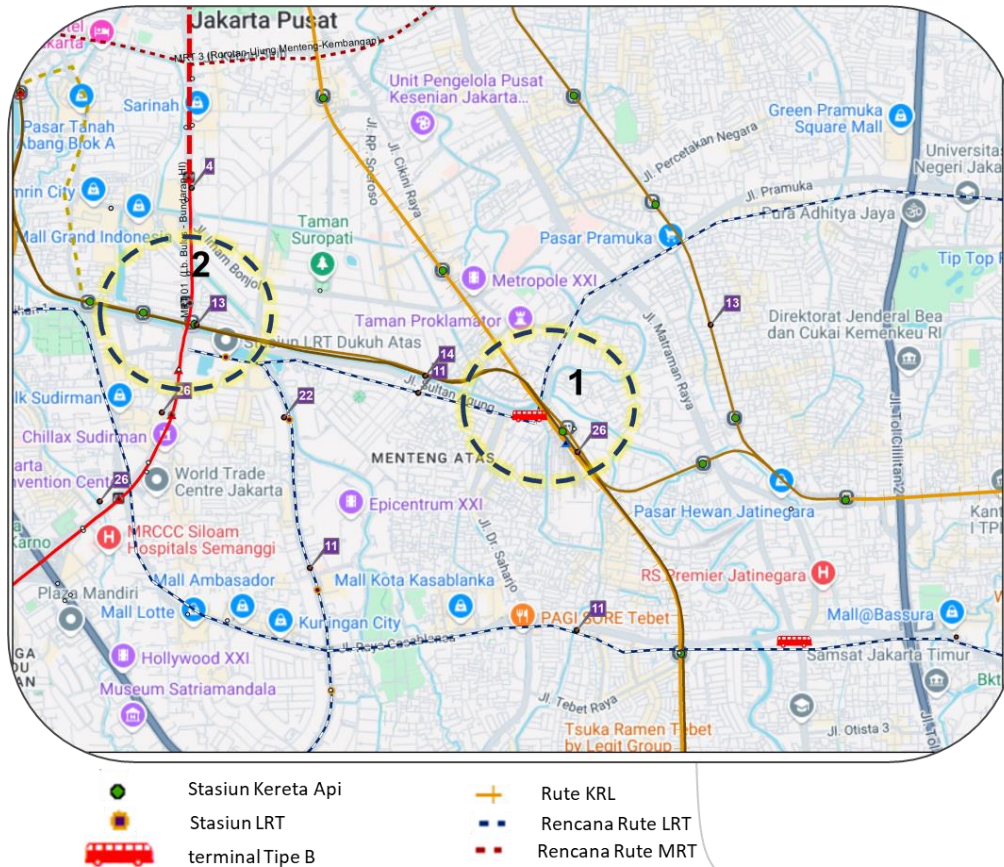 Jakarta Pusat
MRT 3 (Rorotan-Ujung Menteng-Kembangan)
Sarinah
Unit Pengelola Pusat
Kesenian Jakarta...
Green Pramuka
Square Mall
Pasar Tanah
Abang Blok A
Jl. RP. Soeroso
Jl. Cikini Raya
Jl. Percetakan Negara
Universitas
Negeri Jaka
4
Jl. Pramuka
Mall Grand Indonesia
Taman
Suropati
Jl. Imam Bonjol
Pasar Pramuka
Pura Adhitya Jaya
2
Metropole XXI
Tip Top
13
Taman Proklamator
13
Direktorat Jenderal Bea
dan Cukai Kemenkeu RI
Stasiun LRT Dukuh Atas
Jl. Matraman Raya
14
11
1
Jl. Sultan Agung
26
22
Chillax Sudirman
26
MENTENG ATAS
26
World Trade
Centre Jakarta
Epicentrum XXI
Pasar Hewan Jatinegara
MRCCC Siloam
Hospitals Semanggi
Jl. Dr. Saharjo
11
RS Premier Jatinegara
Mall Ambasador
Mall Kota Kasablanka
Mall Lotte
Kuningan City
11
PAGI SORE Tebet
Mall@Bassura
Hollywood XXI
Samsat Jakarta Timur
Museum Satriamandala
Jl. Tebet Raya
Tsuka Ramen Tebet
by Legit Group
Jl. Otista 3
Stasiun Kereta Api
Rute KRL
Stasiun LRT
Rencana Rute LRT
terminal Tipe B
Rencana Rute MRT